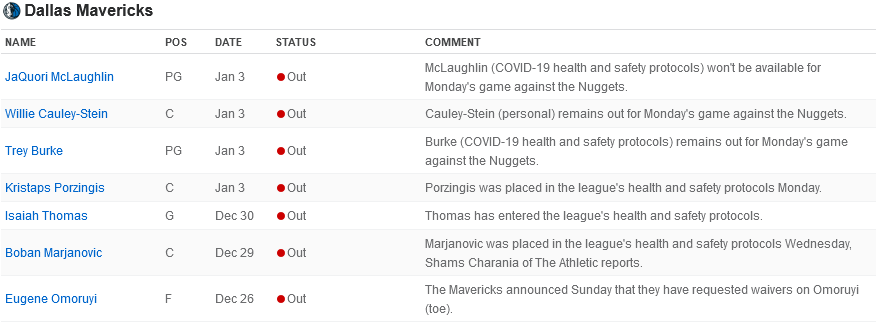 Dallas Mavericks
NAME POS DATE STATUS COMMENT
JaQuori McLaughlin PG Jan 3 Out McLaughlin (COVID-19 health and safety protocols) won't be available for
Monday's game against the Nuggets.
Willie Cauley-Stein C Jan 3 Out Cauley-Stein (personal) remains out for Monday's game against the Nuggets.
Trey Burke PG Jan 3 Out Burke (COVID-19 health and safety protocols) remains out for Monday's game
against the Nuggets.
Kristaps Porzingis C Jan 3 Out Porzingis was placed in the league's health and safety protocols Monday.
Isaiah Thomas G Dec 30 Out Thomas has entered the league's health and safety protocols.
Boban Marjanovic C Dec 29 Out Marjanovic was placed in the league's health and safety protocols Wednesday,
Shams Charania of The Athletic reports.
Eugene Omoruyi F Dec 26 Out The Mavericks announced Sunday that they have requested waivers on Omoruyi
(toe).